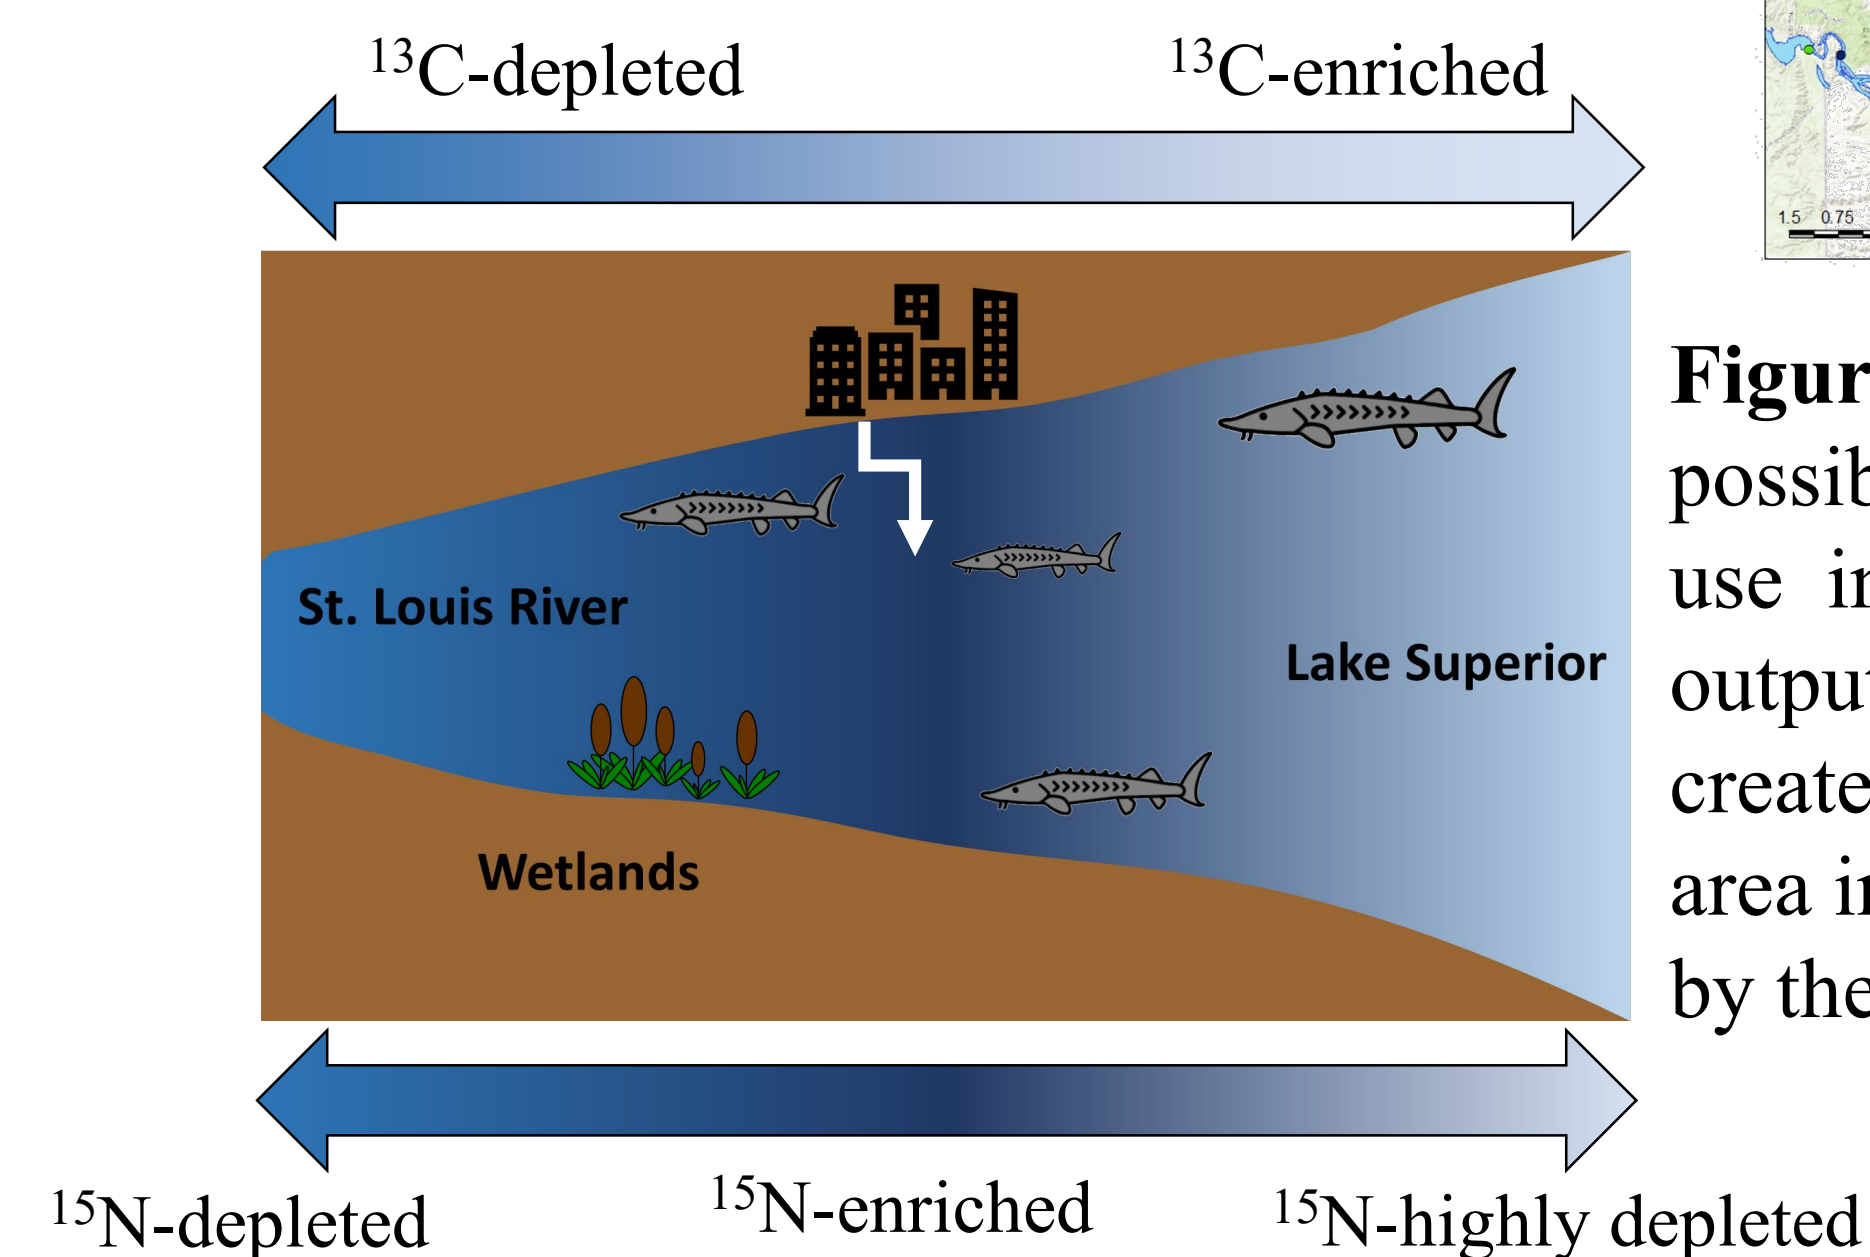 ¹³C-depleted
¹³C-enriched
1.5 0.75
St. Louis River
Lake Superior
Wetlands
¹⁵N-depleted
¹⁵N-enriched
¹⁵N-highly depleted
Figur
possib
use in
output
create
area in
by the